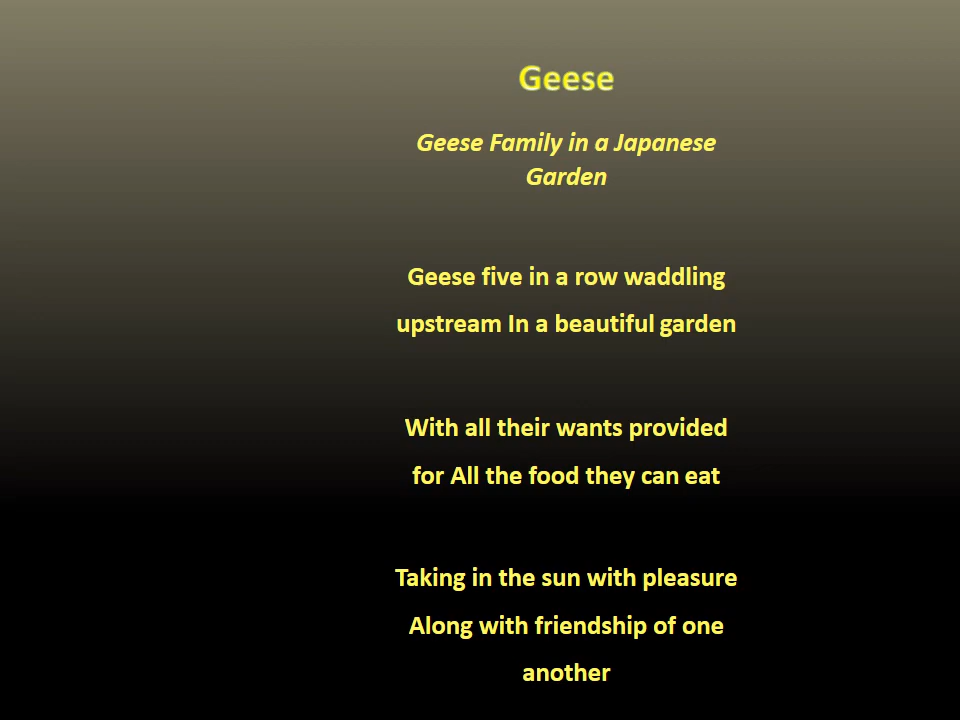 Geese
Geese Family in a Japanese
Garden
Geese five in a row waddling
upstream In a beautiful garden
With all their wants provided
for All the food they can eat
Taking in the sun with pleasure
Along with friendship of one
another